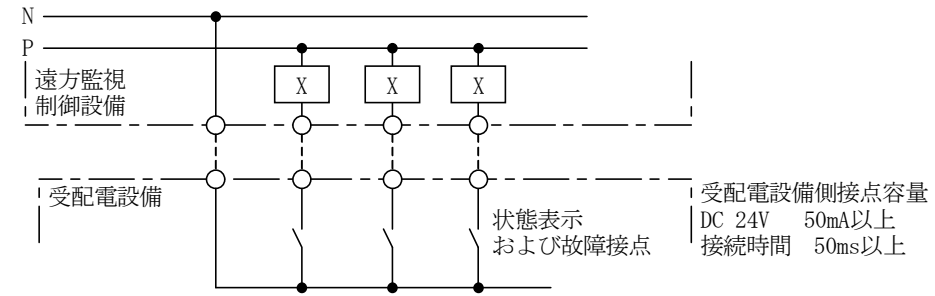 N
P
遠方監視
制御設備
X X X
受配電設備
状態表示
および故障接点
受配電設備側接点容量
DC 24V 50mA以上
接続時間 50ms以上